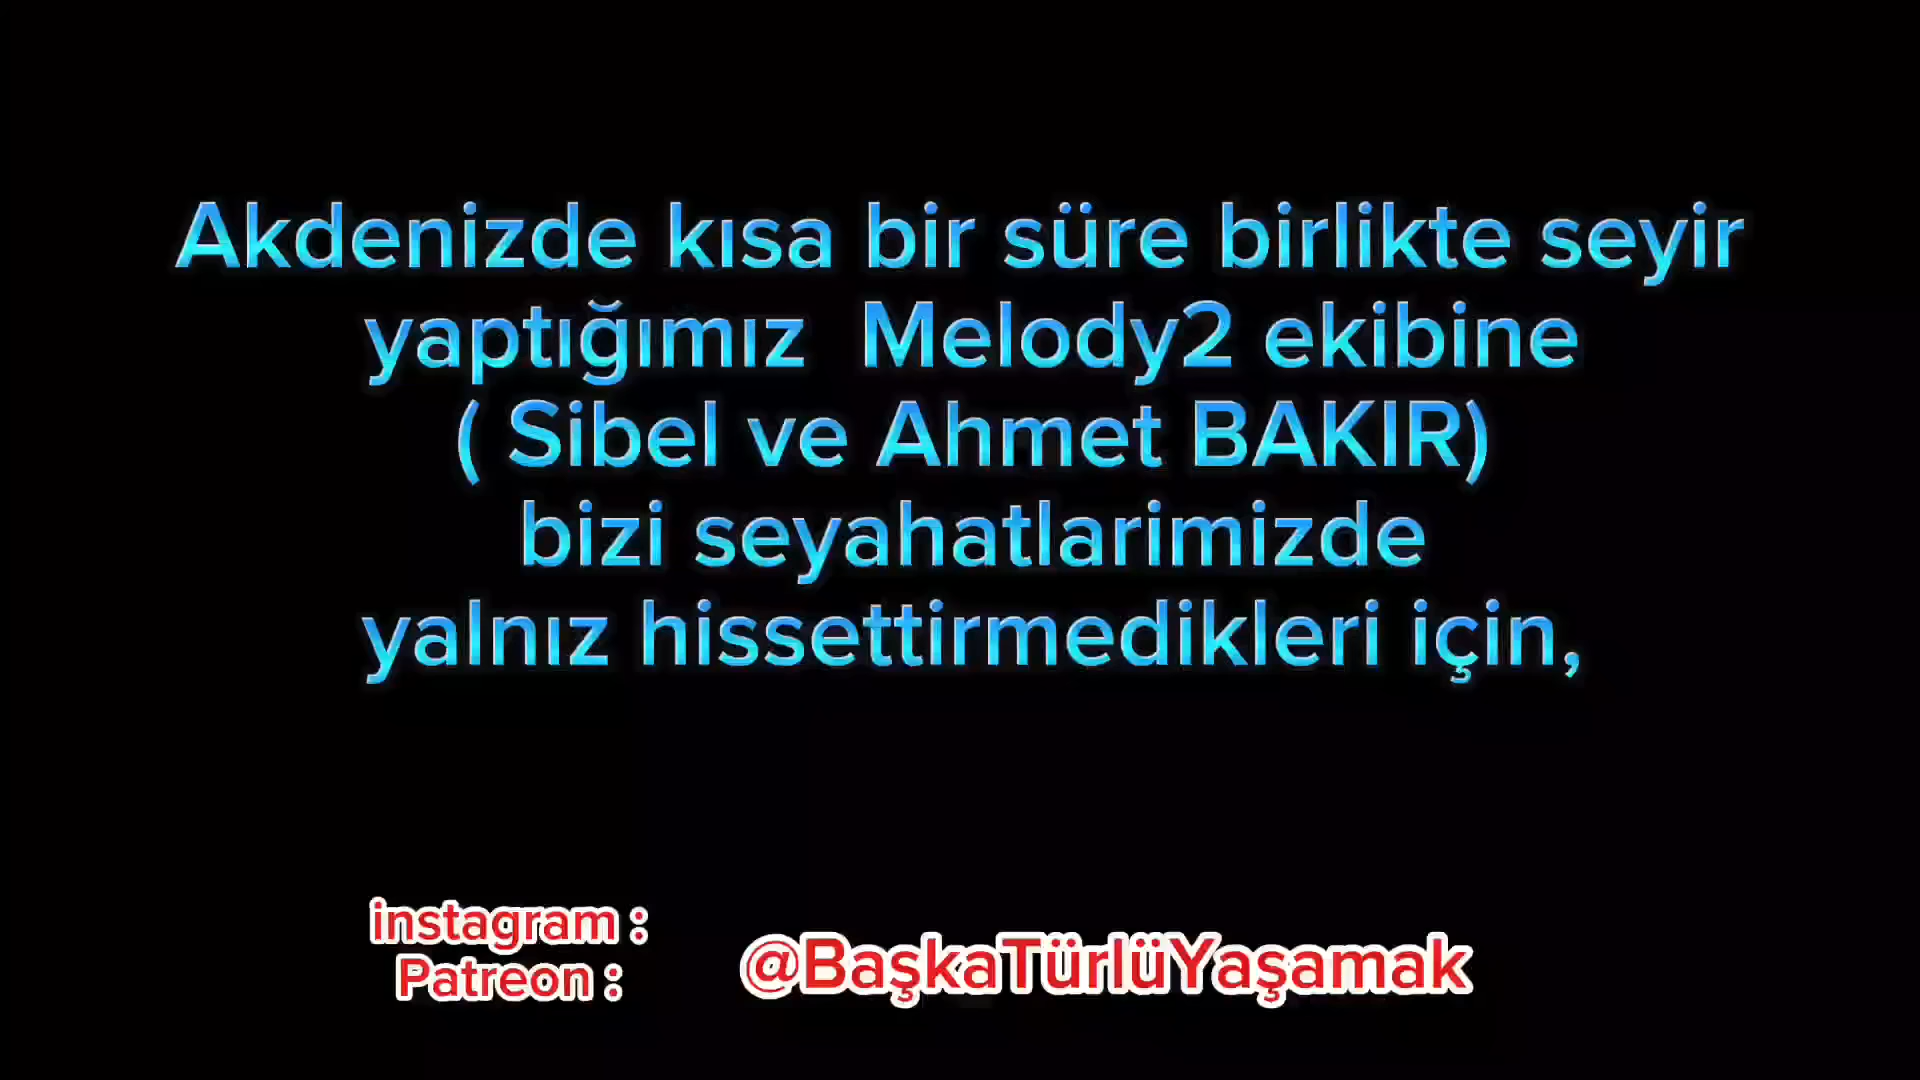 Akdenizde kısa bir süre birlikte seyir
yaptığımız  Melody2 ekibine
( Sibel ve Ahmet BAKIR)
bizi seyahatlarimizde
yalnız hissettirmedikleri için,
instagram :
Patreon :
@BaşkaTürlüYaşamak